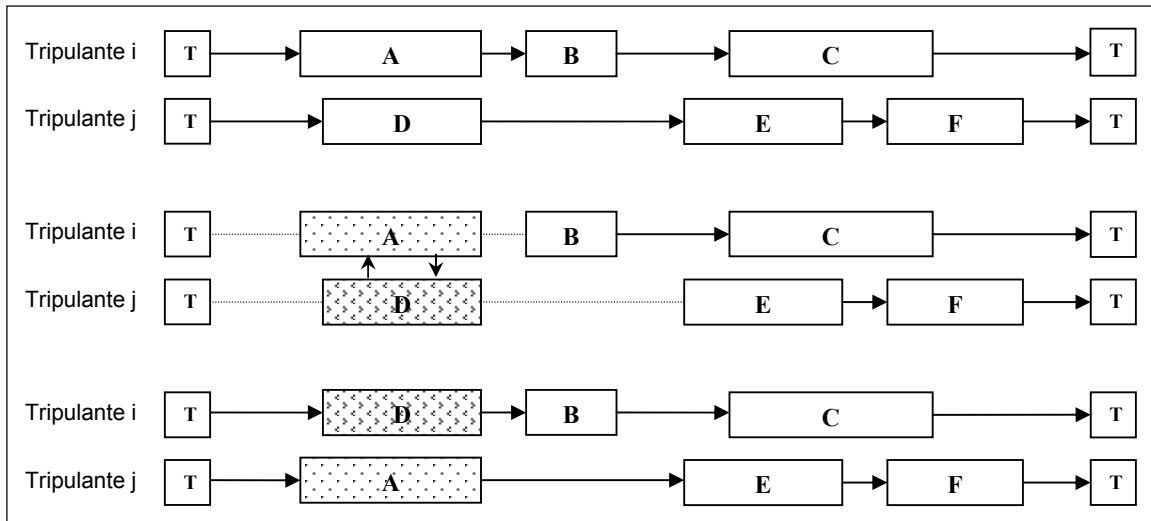 Tripulante i T A B C T
Tripulante j T D E F T
Tripulante i T A B C T
Tripulante j T D E F T
Tripulante i T D B C T
Tripulante j T A E F T